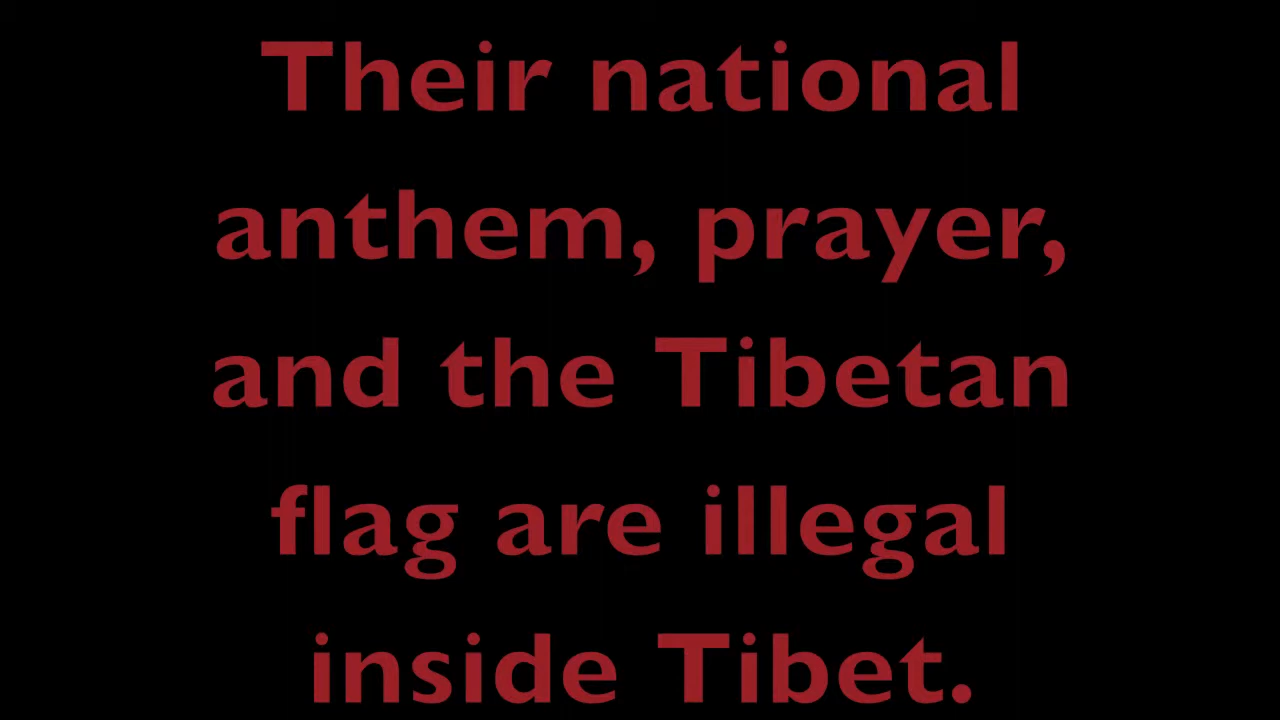 Their national
anthem, prayer,
and the Tibetan
flag are illegal
inside Tibet.